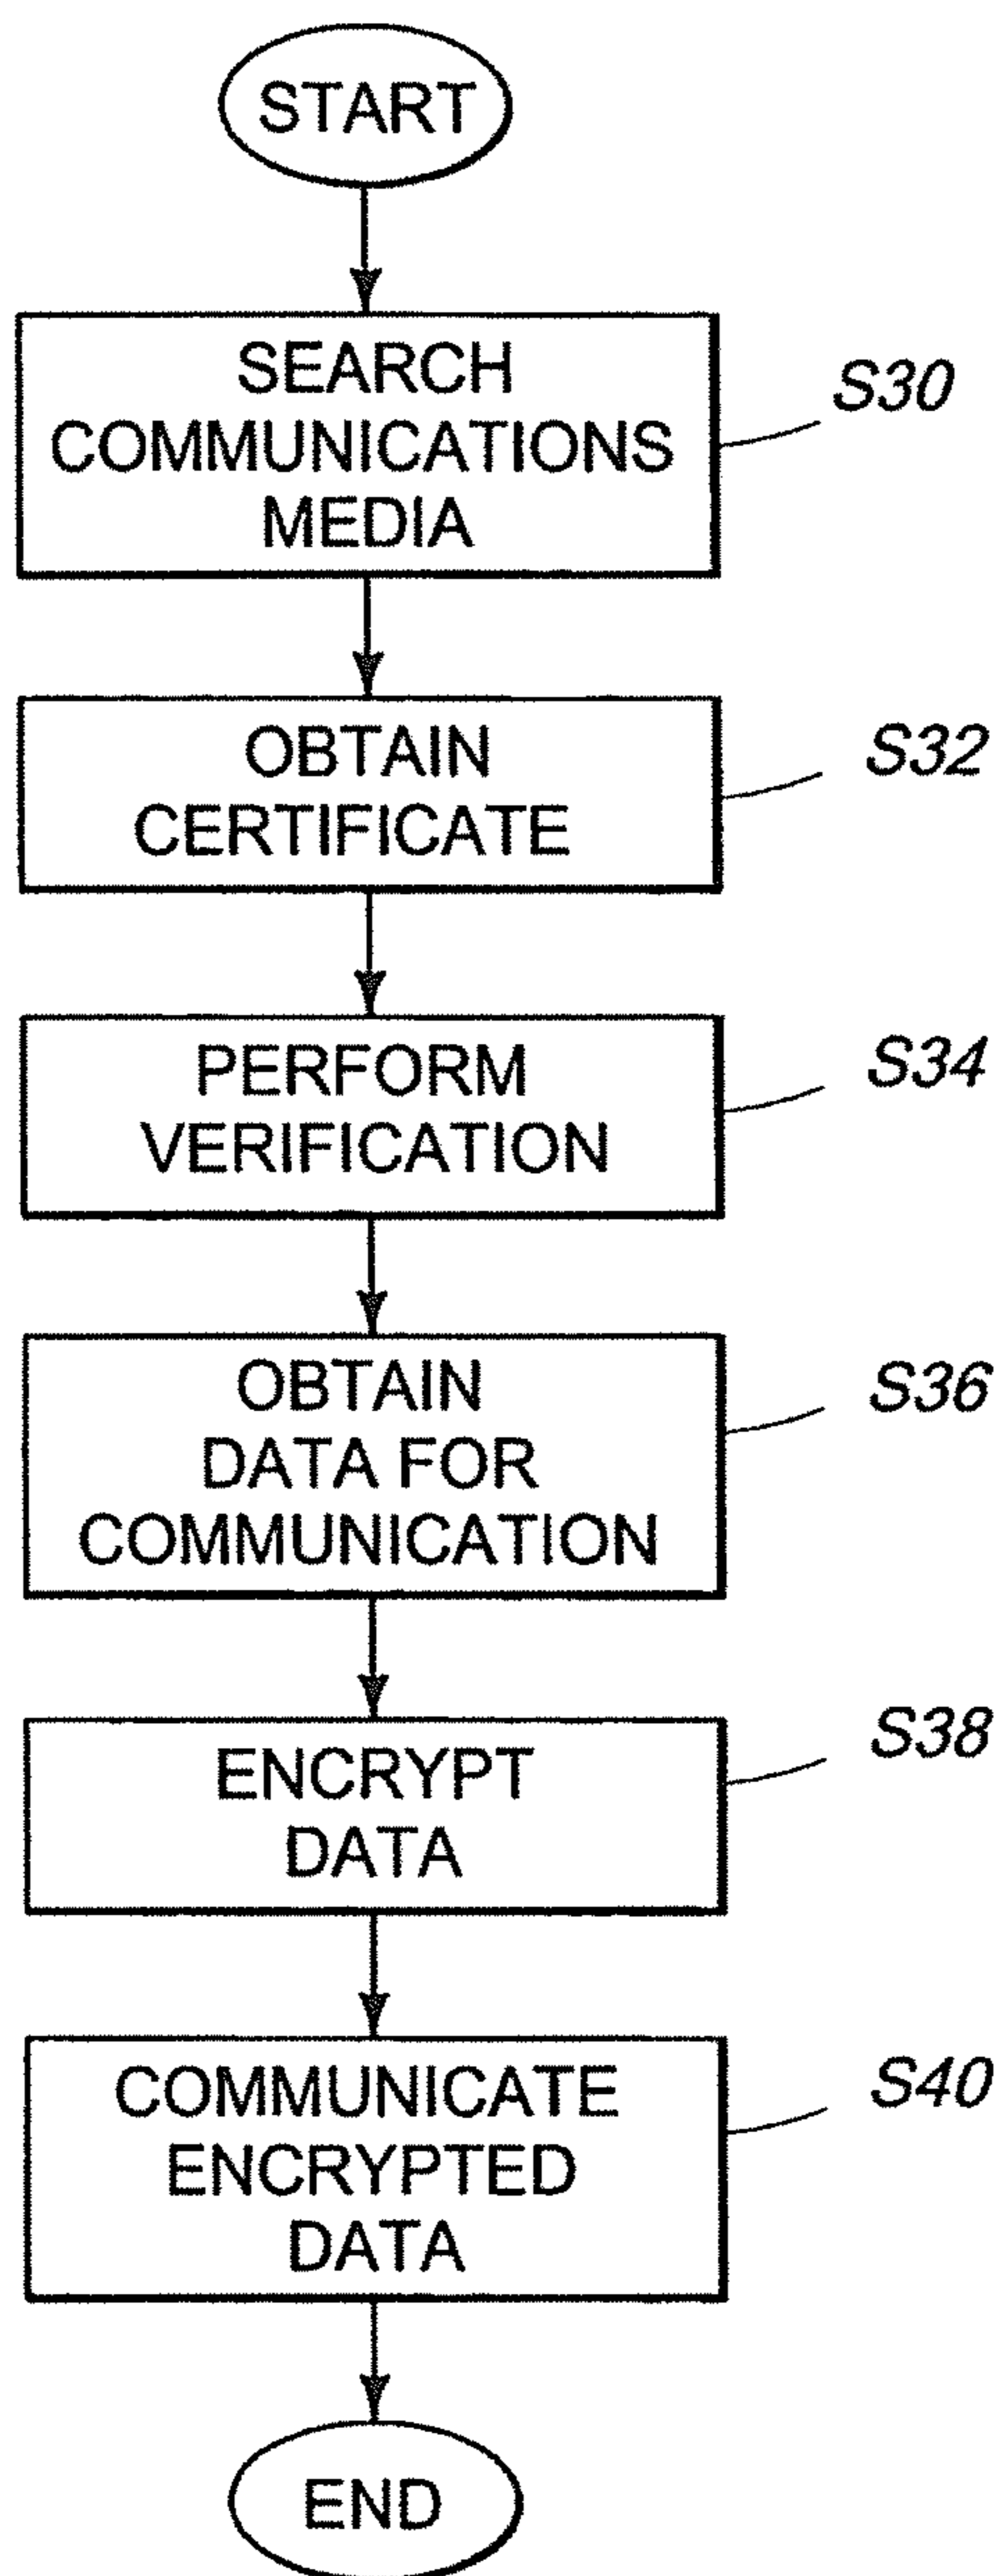 START
SEARCH
COMMUNICATIONS
MEDIA
S30
OBTAIN
CERTIFICATE
S32
PERFORM
VERIFICATION
S34
OBTAIN
DATA FOR
COMMUNICATION
S36
ENCRYPT
DATA
S38
COMMUNICATE
ENCRYPTED
DATA
S40
END